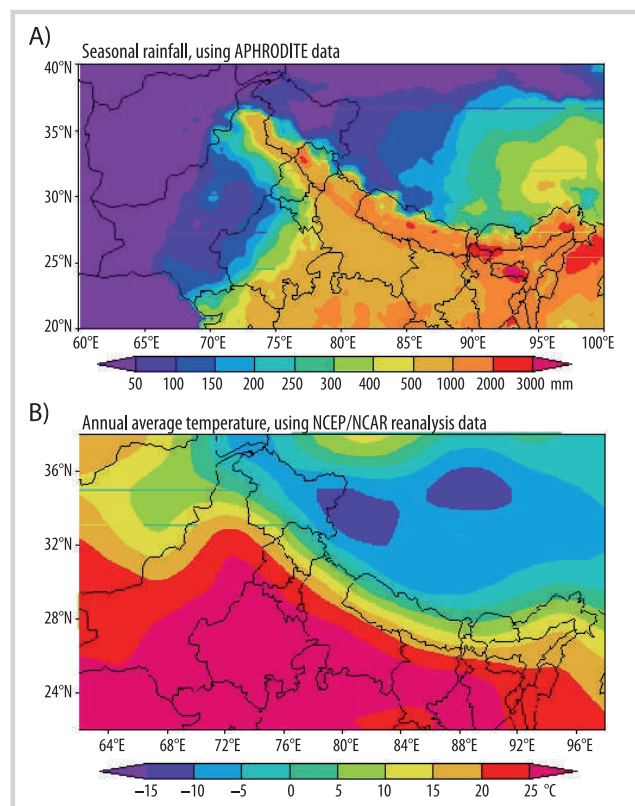 A)
Seasonal rainfall, using APHRODITE data
40°N
35°N
30°N
25°N
20°N
60°E 65°E 70°E 75°E 80°E 85°E 90°E 95°E 100°E
50 100 150 200 250 300 400 500 1000 2000 3000 mm
B)
Annual average temperature, using NCEP/NCAR reanalysis data
36°N
32°N
28°N
24°N
64°E 68°E 72°E 76°E 80°E 84°E 88°E 92°E 96°E
−15 −10 −5 0 5 10 15 20 25 °C